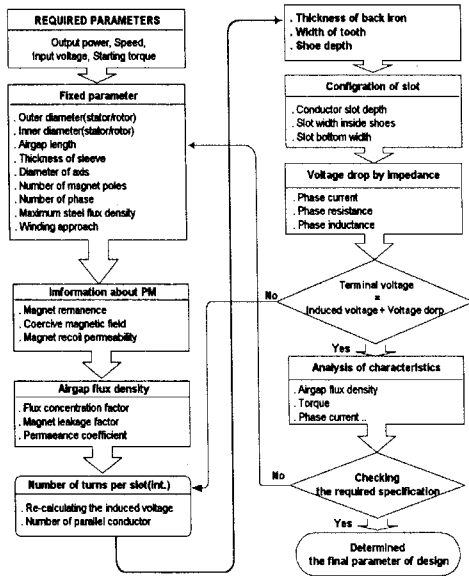 REQUIRED PARAMETERS
Output power, Speed,
Input voltage, Starting torque
Fixed parameter
. Outer diameter(stator/rotor)
. Inner diameter(stator/rotor)
. Airgap length
. Thickness of sleeve
. Diameter of axis
. Number of magnet poles
. Number of phase
. Maximum steel flux density
. Winding approach
Imformation about PM
. Magnet remanence
. Coercive magnetic field
. Magnet recoil permeability
Airgap flux density
. Flux concentration factor
. Magnet leakage factor
. Permaeance coefficient
Number of turns per slot(int.)
. Re-calculating the induced voltage
. Number of parallel conductor
. Thickness of back iron
. Width of tooth
. Shoe depth
Configration of slot
. Conductor slot depth
. Slot width inside shoes
. Slot bottom width
Voltage drop by impedance
. Phase current
. Phase resistance
. Phase inductance
No
Terminal voltage
=
Induced voltage + Voltage dorp
Yes
Analysis of characteristics
. Airgap flux density
. Torque
. Phase current ..
No
Checking
the required specification
Yes
Determined
the final parameter of design